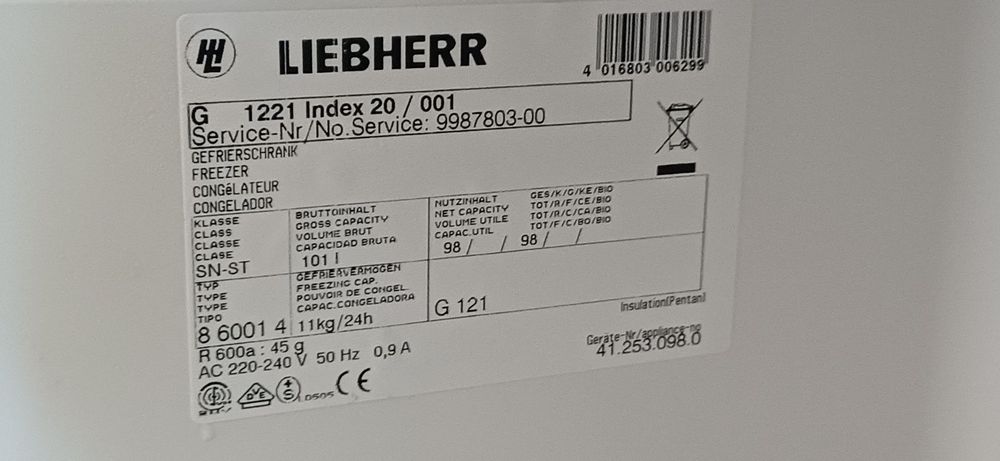 LIEBHERR
4 016803 006299
G 1221 Index 20 / 001
Service-Nr/No.Service: 9987803-00
GEFRIERSCHRANK
FREEZER
CONGéLATEUR
CONGELADOR
KLASSE
CLASS
CLASSE
CLASE
SN-ST
BRUTTOINHALT
GROSS CAPACITY
VOLUME BRUT
CAPACIDAD BRUTA
101 l
NUTZINHALT GES/K/G/KE/BIO
NET CAPACITY TOT/R/F/CE/BIO
VOLUME UTILE TOT/R/C/CA/BIO
CAPAC.UTIL TOT/F/C/BO/BIO
98 / / 98 / /
TYP
TYPE
TYPE
TIPO
8 6001 4
GEFRIERVERMÖGEN
FREEZING CAP.
POUVOIR DE CONGEL.
CAPAC.CONGELADORA
11kg/24h
G 121
Insulation(Pentan)
R 600a : 45 g
AC 220-240 V 50 Hz 0,9 A
Geräte-Nr/appliance-no
41.253.098.0
DVE
S
CE